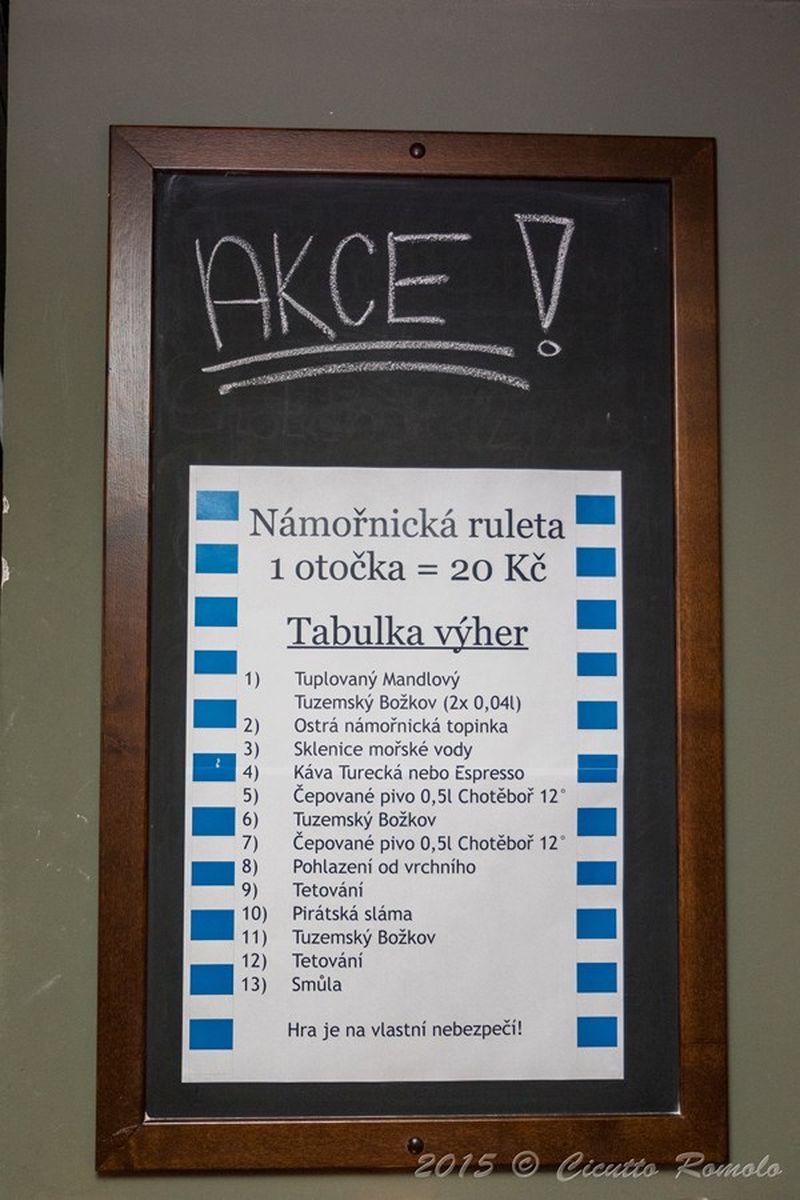 AKCE !
Námořnická ruleta
1 otočka = 20 Kč
Tabulka výher
1) Tuplovaný Mandlový
Tuzemský Božkov (2x 0,04l)
2) Ostrá námořnická topinka
3) Sklenice mořské vody
4) Káva Turecká nebo Espresso
5) Čepované pivo 0,5l Chotěboř 12°
6) Tuzemský Božkov
7) Čepované pivo 0,5l Chotěboř 12°
8) Pohlazení od vrchního
9) Tetování
10) Pirátská sláma
11) Tuzemský Božkov
12) Tetování
13) Smůla
Hra je na vlastní nebezpečí!
2015 © Cicutto Romolo